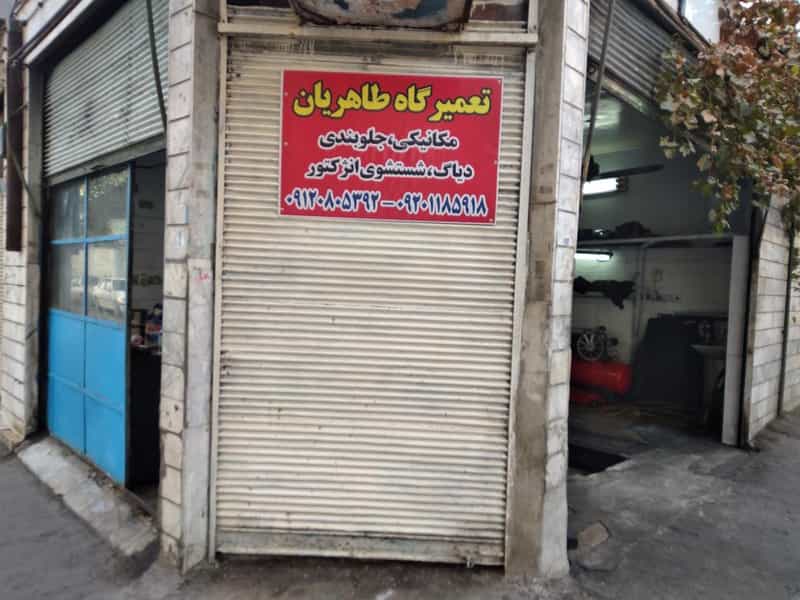 تعمیرگاه طاهریان
مکانیکی،جلوبندی
دیاگ،شستشوی انژکتور
۰۹۱۲۰۸۰۵۳۹۲-۰۹۲۰۱۱۸۵۹۱۸